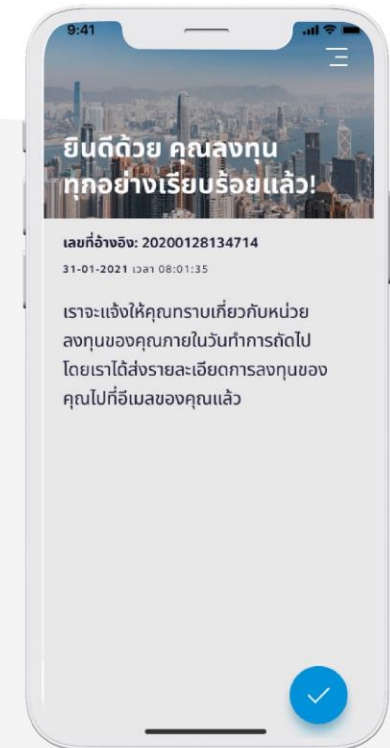 9:41
ยินดีด้วย คุณลงทุน
ทุกอย่างเรียบร้อยแล้ว!
เลขที่อ้างอิง: 20200128134714
31-01-2021 เวลา 08:01:35
เราจะแจ้งให้คุณทราบเกี่ยวกับหน่วย
ลงทุนของคุณภายในวันทำการถัดไป
โดยเราได้ส่งรายละเอียดการลงทุนของ
คุณไปที่อีเมลของคุณแล้ว